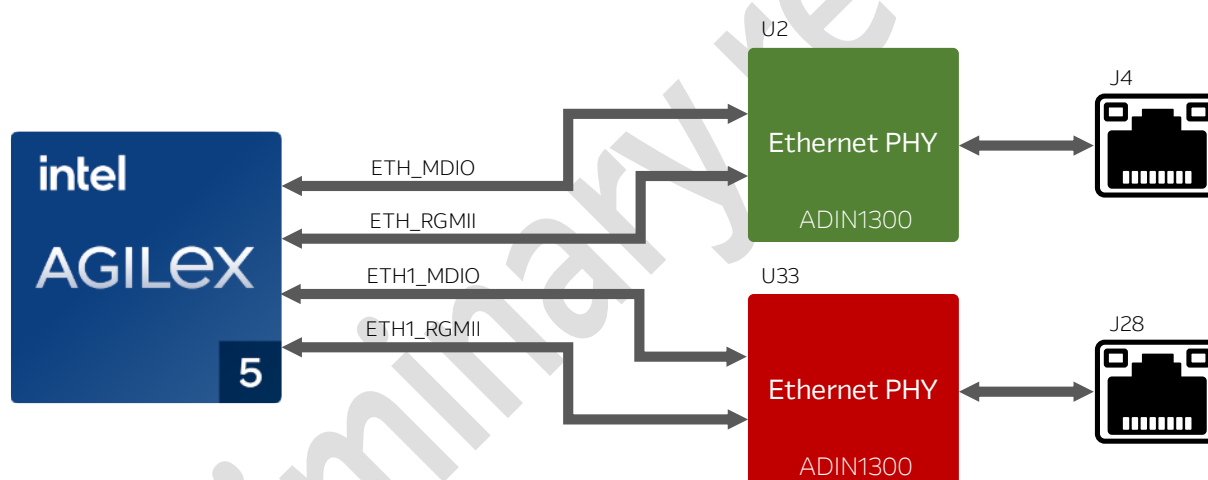 U2
J4
intel
AGILEX
5
ETH_MDIO
ETH_RGMII
ETH1_MDIO
ETH1_RGMII
Ethernet PHY
ADIN1300
U33
J28
Ethernet PHY
ADIN1300